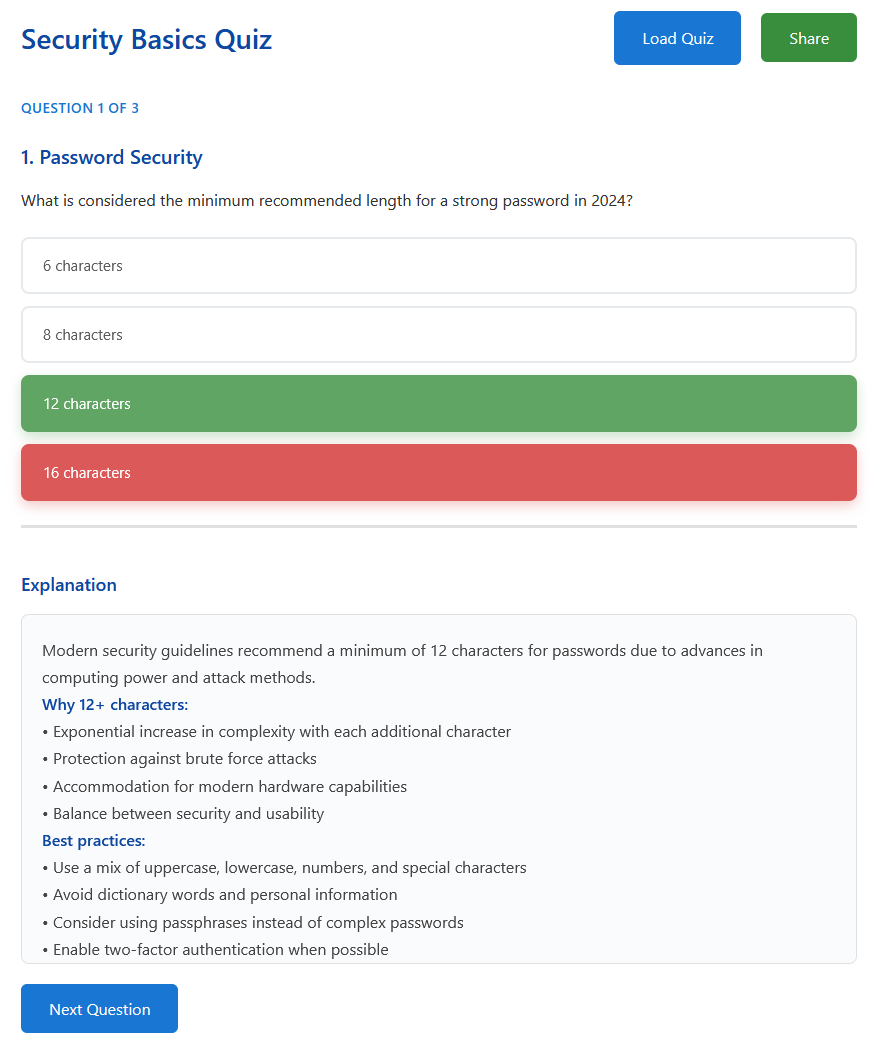 Security Basics Quiz
Load Quiz
Share
QUESTION 1 OF 3
1. Password Security
What is considered the minimum recommended length for a strong password in 2024?
6 characters
8 characters
12 characters
16 characters
Explanation
Modern security guidelines recommend a minimum of 12 characters for passwords due to advances in
computing power and attack methods.
Why 12+ characters:
• Exponential increase in complexity with each additional character
• Protection against brute force attacks
• Accommodation for modern hardware capabilities
• Balance between security and usability
Best practices:
• Use a mix of uppercase, lowercase, numbers, and special characters
• Avoid dictionary words and personal information
• Consider using passphrases instead of complex passwords
• Enable two-factor authentication when possible
Next Question